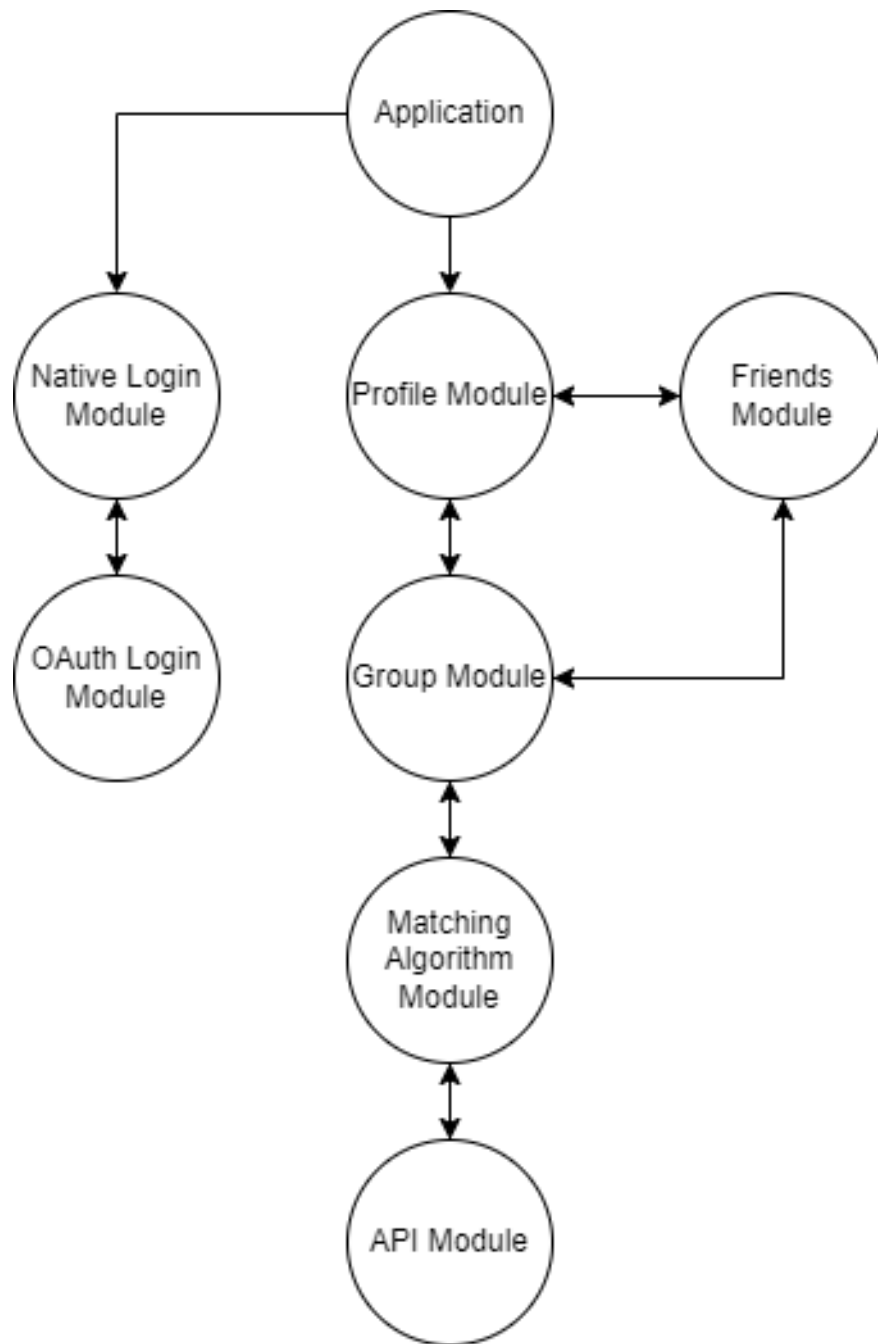 Application
Native Login
Module
Profile Module
Friends
Module
OAuth Login
Module
Group Module
Matching
Algorithm
Module
API Module